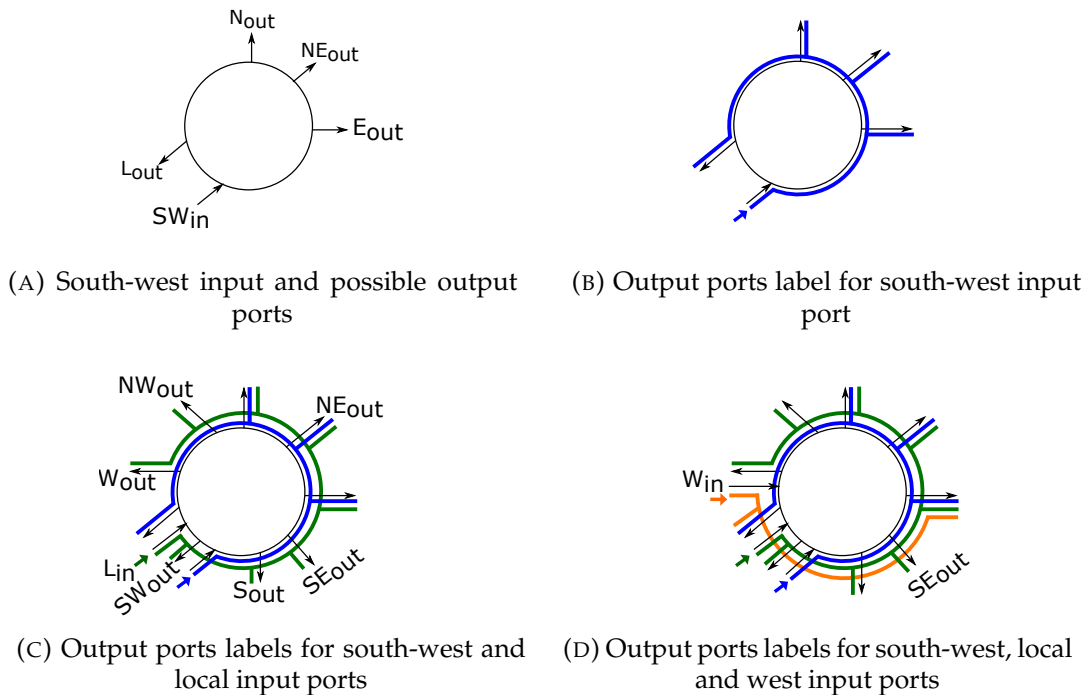 Nout
NEout
Eout
Lout
SWin
(A) South-west input and possible output
ports
(B) Output ports label for south-west input
port
NWout
NEout
Wout
Lin
SWout
Sout
SEout
(C) Output ports labels for south-west and
local input ports
Win
SEout
(D) Output ports labels for south-west, local
and west input ports